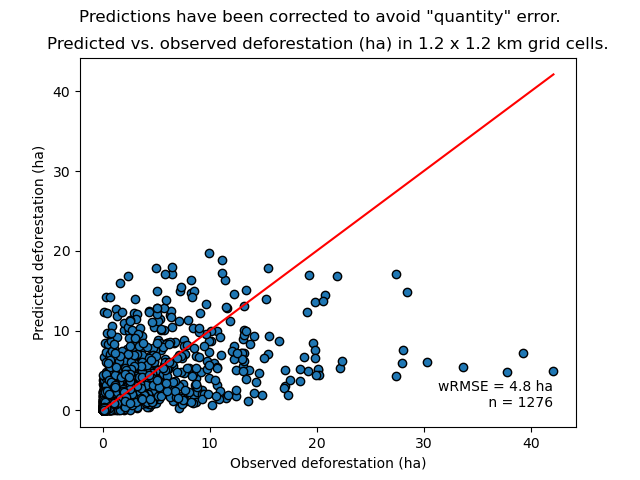 Predictions have been corrected to avoid "quantity" error.
Predicted vs. observed deforestation (ha) in 1.2 x 1.2 km grid cells.
40
30
20
10
0
Predicted deforestation (ha)
wRMSE = 4.8 ha
n = 1276
0 10 20 30 40
Observed deforestation (ha)